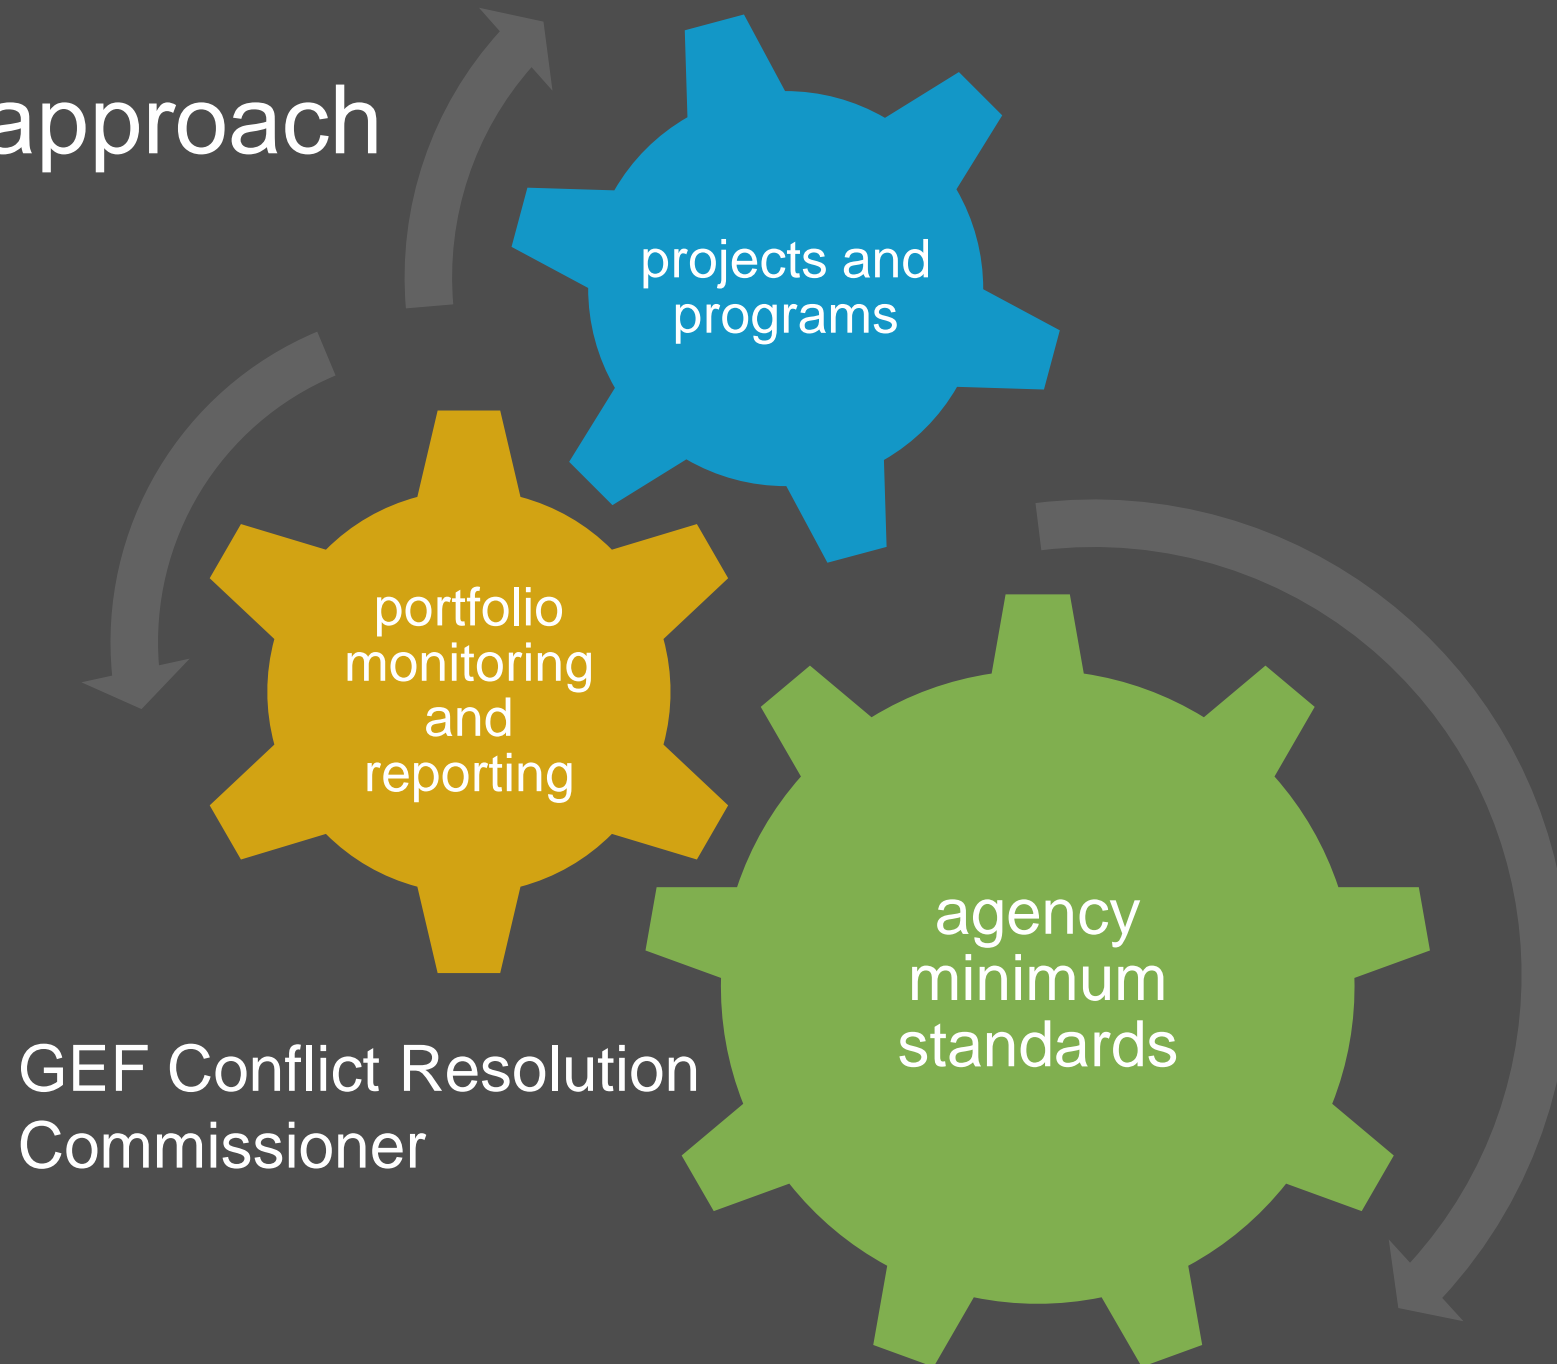 approach
projects and
programs
portfolio
monitoring
and
reporting
agency
minimum
standards
GEF Conflict Resolution
Commissioner